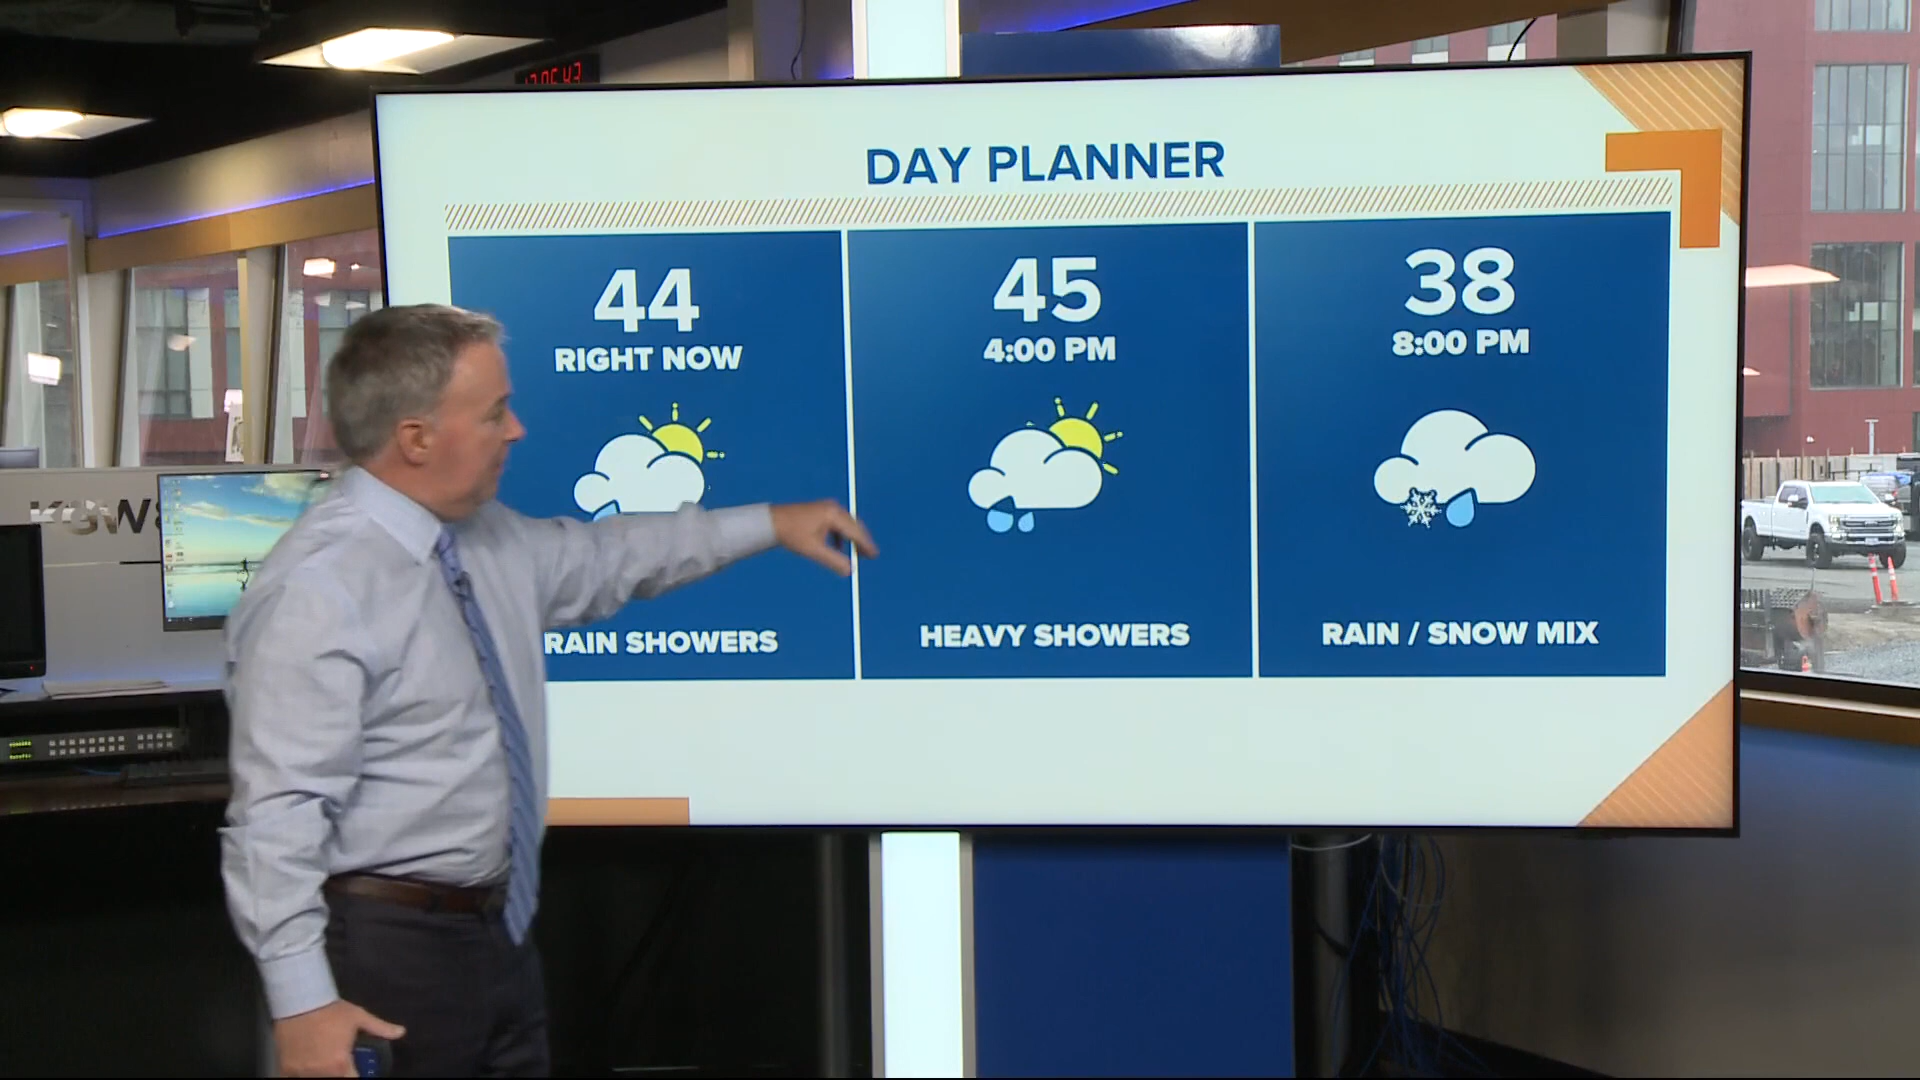 DAY PLANNER
44
RIGHT NOW
RAIN SHOWERS
45
4:00 PM
HEAVY SHOWERS
38
8:00 PM
RAIN / SNOW MIX
KGW8